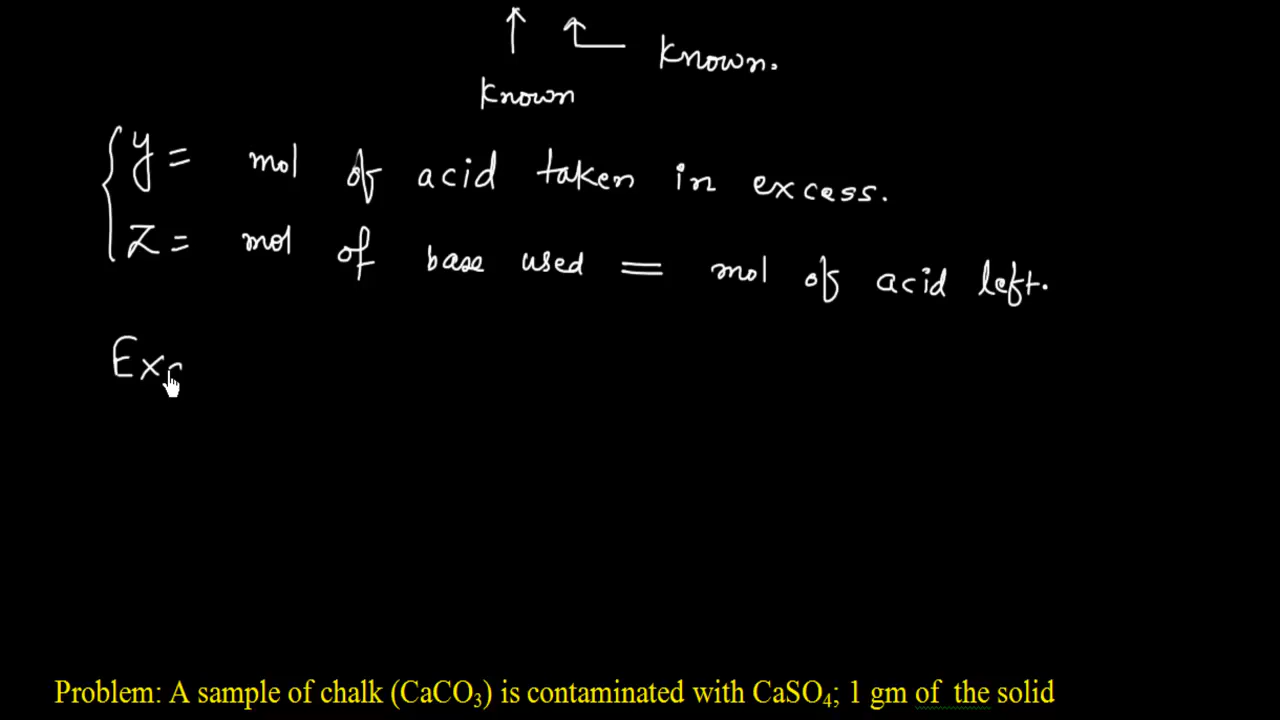 Known.
Known
y = mol of acid taken in excess.
Z = mol of base used = mol of acid left.
Exa
Problem: A sample of chalk (CaCO₃) is contaminated with CaSO₄; 1 gm of the solid